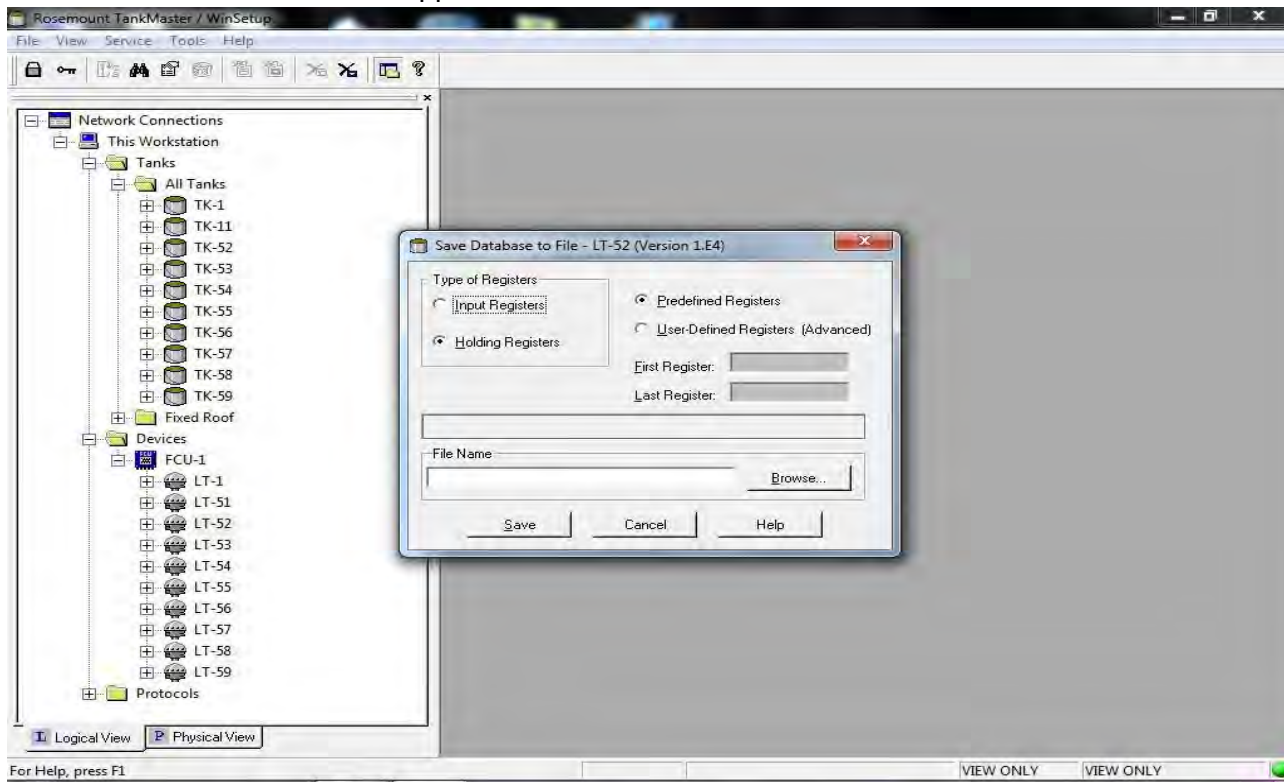 Rosemount TankMaster / WinSetup
File View Service Tools Help
Network Connections
This Workstation
Tanks
All Tanks
TK-1
TK-11
TK-52
TK-53
TK-54
TK-55
TK-56
TK-57
TK-58
TK-59
Fixed Roof
Devices
FCU-1
LT-1
LT-51
LT-52
LT-53
LT-54
LT-55
LT-56
LT-57
LT-58
LT-59
Protocols
L Logical View P Physical View
Save Database to File - LT-52 (Version 1.E4)
Type of Registers
Input Registers
Holding Registers
Predefined Registers
User-Defined Registers (Advanced)
First Register:
Last Register:
File Name
Browse...
Save Cancel Help
For Help, press F1 VIEW ONLY VIEW ONLY